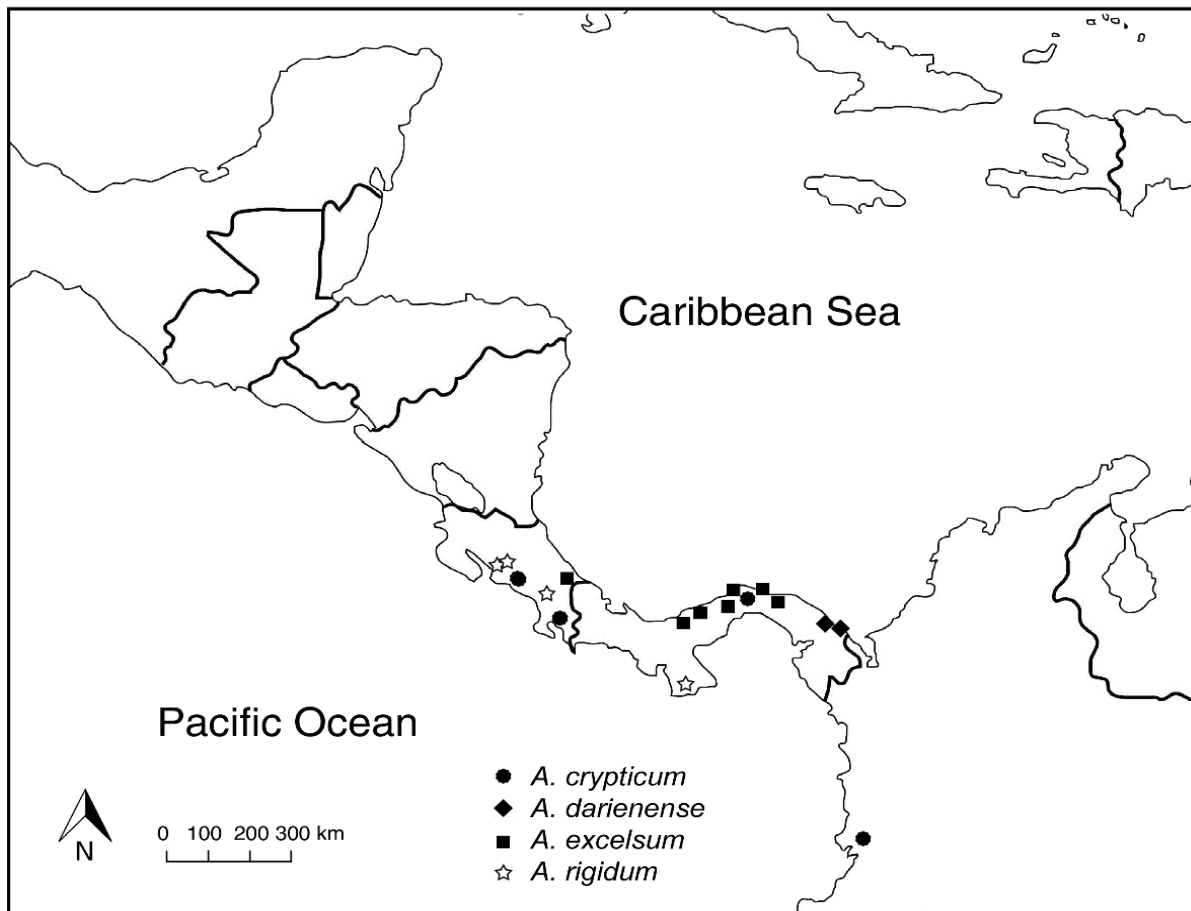 Caribbean Sea
Pacific Ocean
A. crypticum
A. darienense
A. excelsum
A. rigidum
N
0 100 200 300 km